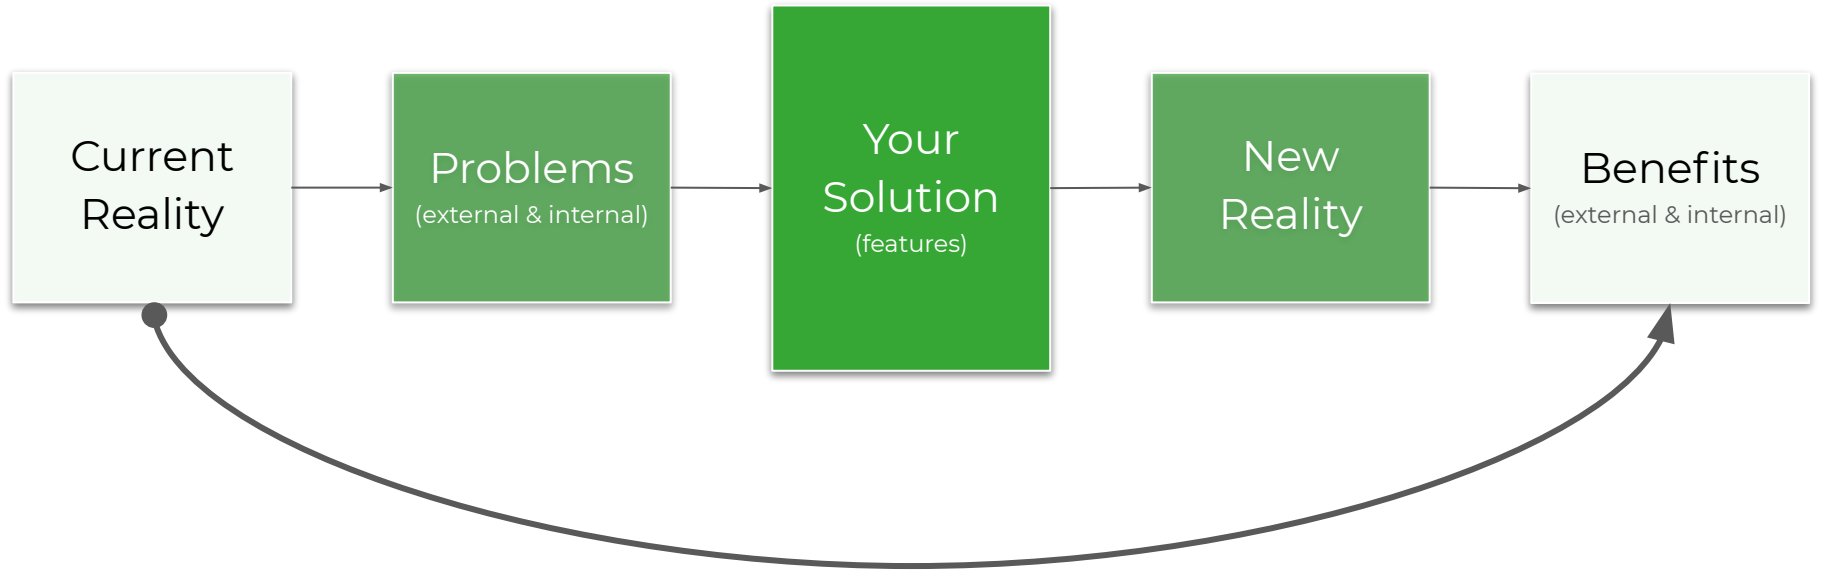 Current
Reality
Problems
(external & internal)
Your
Solution
(features)
New
Reality
Benefits
(external & internal)